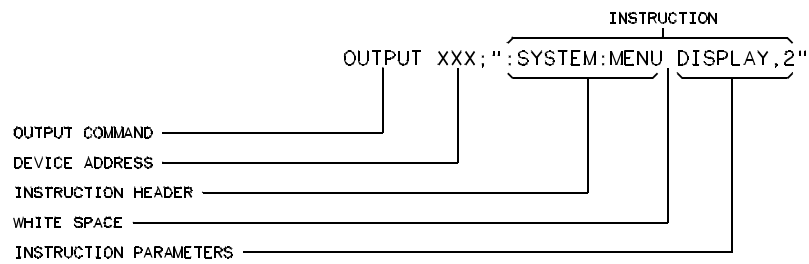 INSTRUCTION
OUTPUT XXX;":SYSTEM:MENU DISPLAY,2"
OUTPUT COMMAND
DEVICE ADDRESS
INSTRUCTION HEADER
WHITE SPACE
INSTRUCTION PARAMETERS